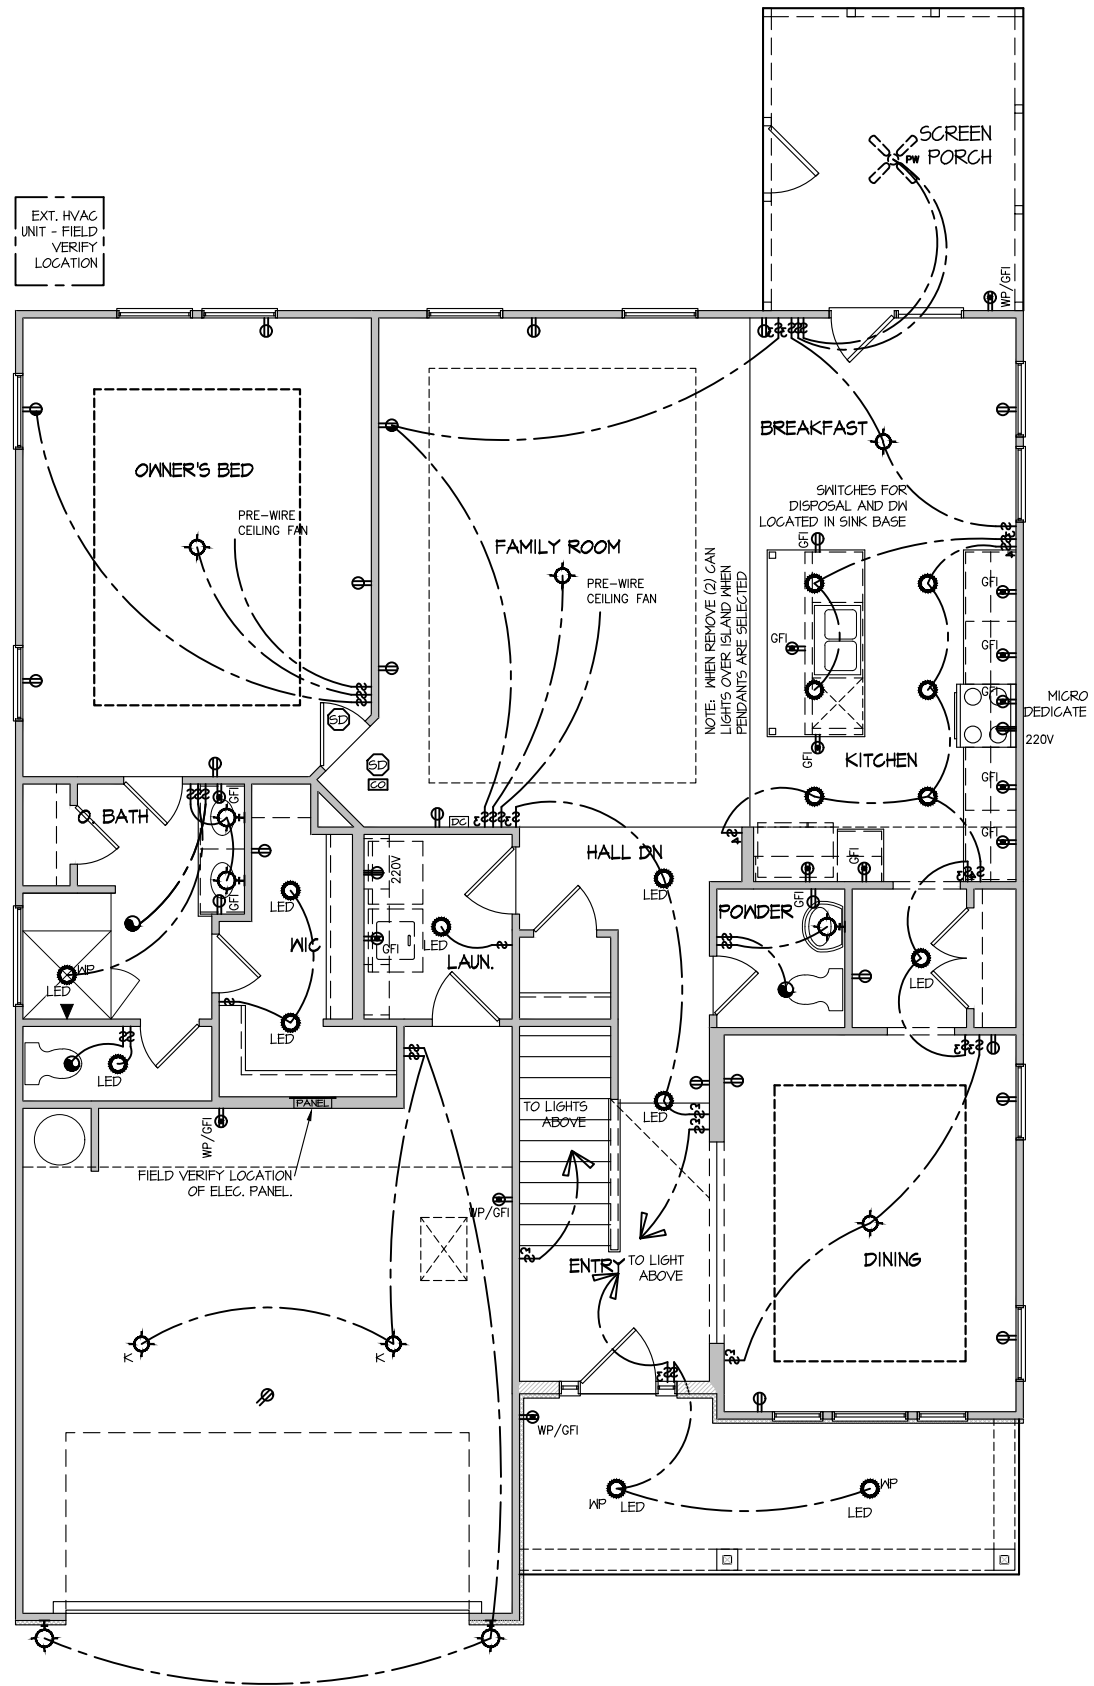 SCREEN
PORCH
PW
EXT. HVAC
UNIT - FIELD
VERIFY
LOCATION
WP/GFI
BREAKFAST
OWNER'S BED
PRE-WIRE
CEILING FAN
FAMILY ROOM
PRE-WIRE
CEILING FAN
SWITCHES FOR
DISPOSAL AND DW
LOCATED IN SINK BASE
NOTE: WHEN REMOVE (2) CAN
LIGHTS OVER ISLAND WHEN
PENDANTS ARE SELECTED
GFI
GFI
GFI
GFI
GFI
GFI
GFI
GFI
MICRO
DEDICATE
220V
KITCHEN
SD
SD
CO
DC
BATH
GFI
GFI
HALL DN
220V
GFI
GFI
GFI
LED
LED
LED
WIC
LAUN.
POWDER
WP
LED
LED
LED
LED
PANEL
TO LIGHTS
ABOVE
LED
WP/GFI
FIELD VERIFY LOCATION
OF ELEC. PANEL.
WP/GFI
ENTRY
TO LIGHT
ABOVE
DINING
K
K
WP/GFI
WP
LED
WP
LED